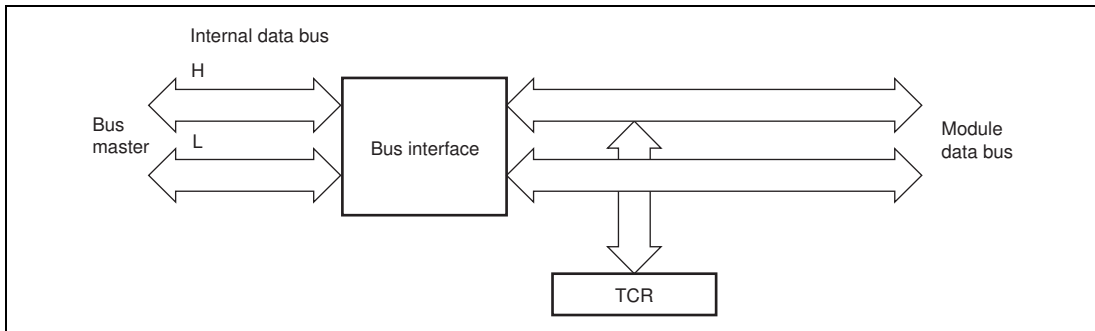 Internal data bus
H
Bus
master
L
Bus interface
Module
data bus
TCR